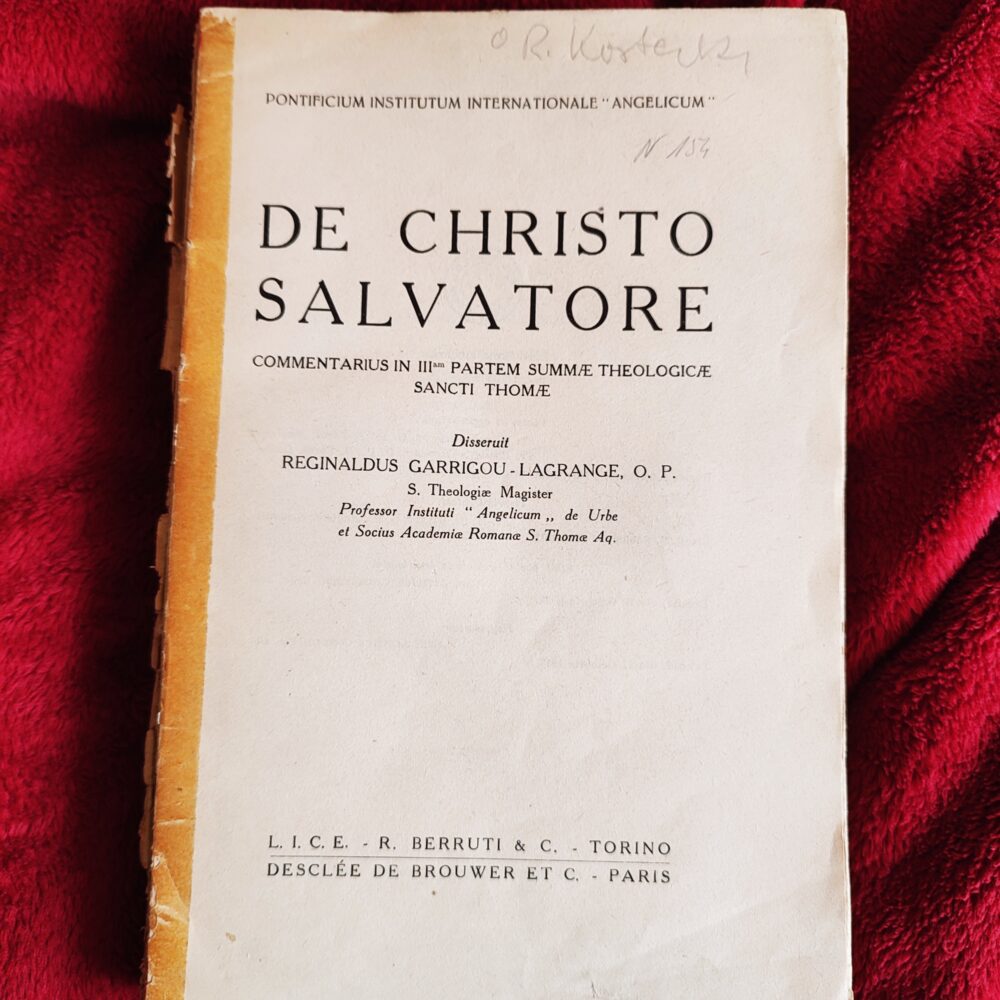 O R. Kostecki
PONTIFICIUM INSTITUTUM INTERNATIONALE "ANGELICUM"
N 154
DE CHRISTO
SALVATORE
COMMENTARIUS IN IIIam PARTEM SUMMÆ THEOLOGICÆ
SANCTI THOMÆ
Disseruit
REGINALDUS GARRIGOU-LAGRANGE, O. P.
S. Theologiæ Magister
Professor Instituti “ Angelicum „ de Urbe
et Socius Academiæ Romanæ S. Thomæ Aq.
L. I. C. E. - R. BERRUTI & C. - TORINO
DESCLÉE DE BROUWER ET C. - PARIS